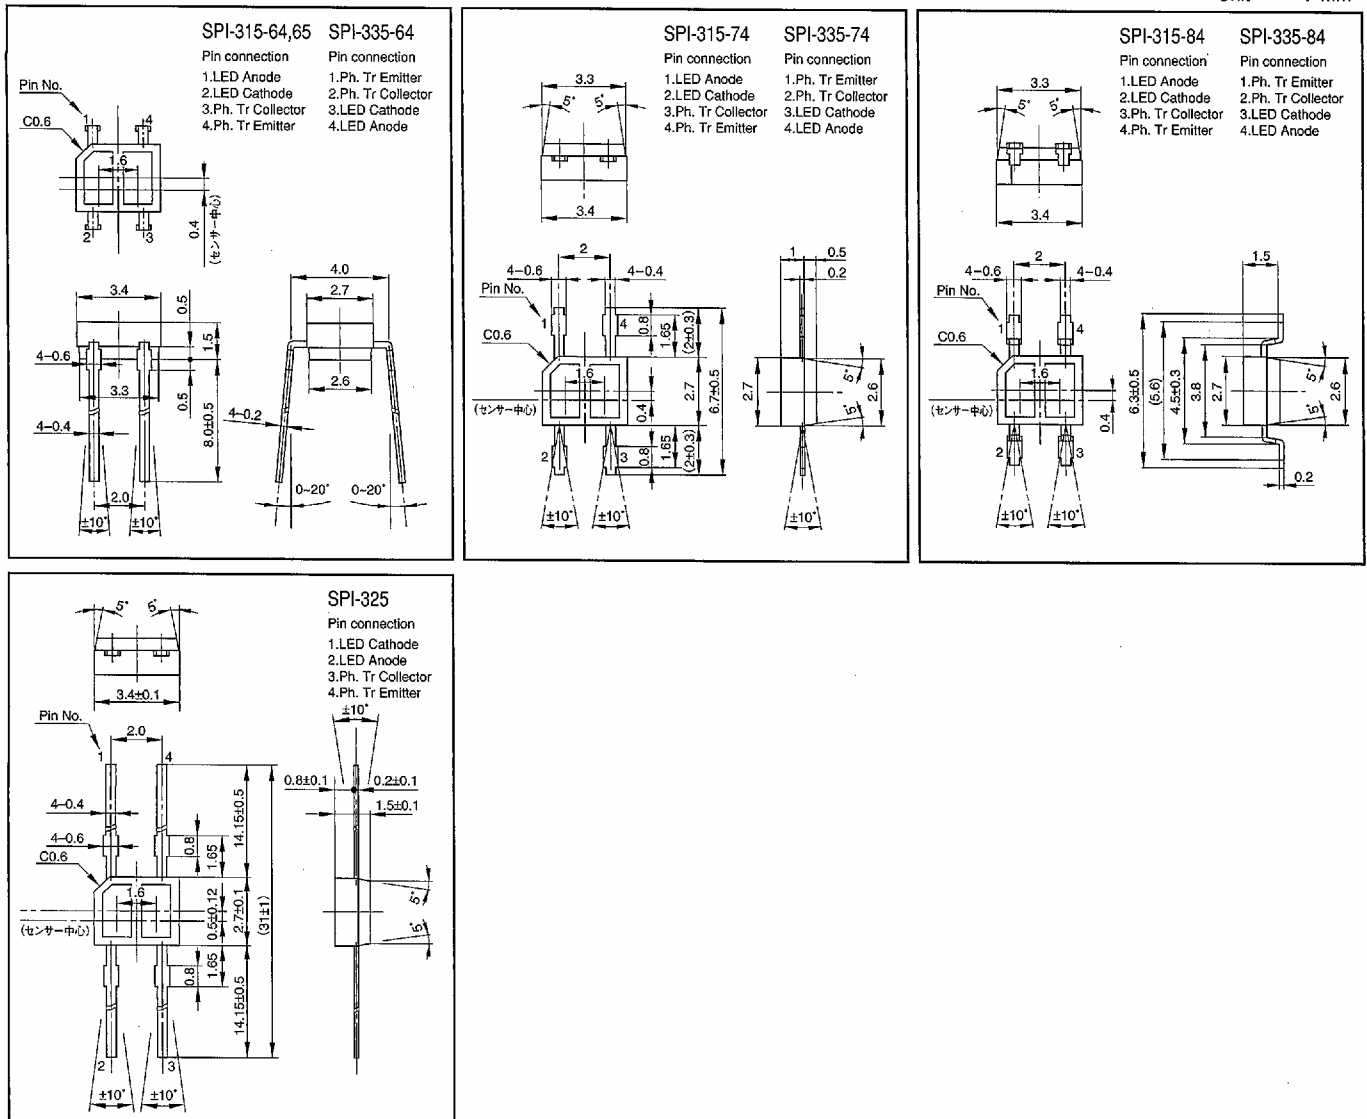 SPI-315-64,65 SPI-335-64
Pin connection Pin connection
1.LED Anode 1.Ph. Tr Emitter
2.LED Cathode 2.Ph. Tr Collector
3.Ph. Tr Collector 3.LED Cathode
4.Ph. Tr Emitter 4.LED Anode
Pin No.
C0.6
1 4
1.6
2 3
0.4
(センサー中心)
3.4
0.5
1.5
4–0.6
3.3
0.5
8.0±0.5
4–0.4
2.0
±10° ±10°
4.0
2.7
2.6
4–0.2
0~20° 0~20°
SPI-315-74 SPI-335-74
Pin connection Pin connection
1.LED Anode 1.Ph. Tr Emitter
2.LED Cathode 2.Ph. Tr Collector
3.Ph. Tr Collector 3.LED Cathode
4.Ph. Tr Emitter 4.LED Anode
3.3
5° 5°
3.4
2
4–0.6 4–0.4
Pin No.
1 4
C0.6
0.8
1.65
(2±0.3)
1.6
(センサー中心)
0.4
2.7
6.7±0.5
2 3
0.8
1.65
(2±0.3)
±10° ±10°
1 0.5
0.2
2.7
5°
5°
2.6
±10°
SPI-315-84 SPI-335-84
Pin connection Pin connection
1.LED Anode 1.Ph. Tr Emitter
2.LED Cathode 2.Ph. Tr Collector
3.Ph. Tr Collector 3.LED Cathode
4.Ph. Tr Emitter 4.LED Anode
3.3
5° 5°
3.4
2
4–0.6 4–0.4
Pin No.
1 4
C0.6
1.6
(センサー中心)
0.4
2 3
±10° ±10°
1.5
6.3±0.5
(5.6)
4.5±0.3
3.8
2.7
5°
5°
2.6
0.2
SPI-325
Pin connection
1.LED Cathode
2.LED Anode
3.Ph. Tr Collector
4.Ph. Tr Emitter
5° 5°
3.4±0.1
Pin No.
2.0
1 4
4–0.4
4–0.6
C0.6
0.8
1.65
14.15±0.5
1.6
(センサー中心)
0.5±0.12
2.7±0.1
(31±1)
1.65
0.8
14.15±0.5
2 3
±10° ±10°
±10°
0.8±0.1 0.2±0.1
1.5±0.1
5°
5°